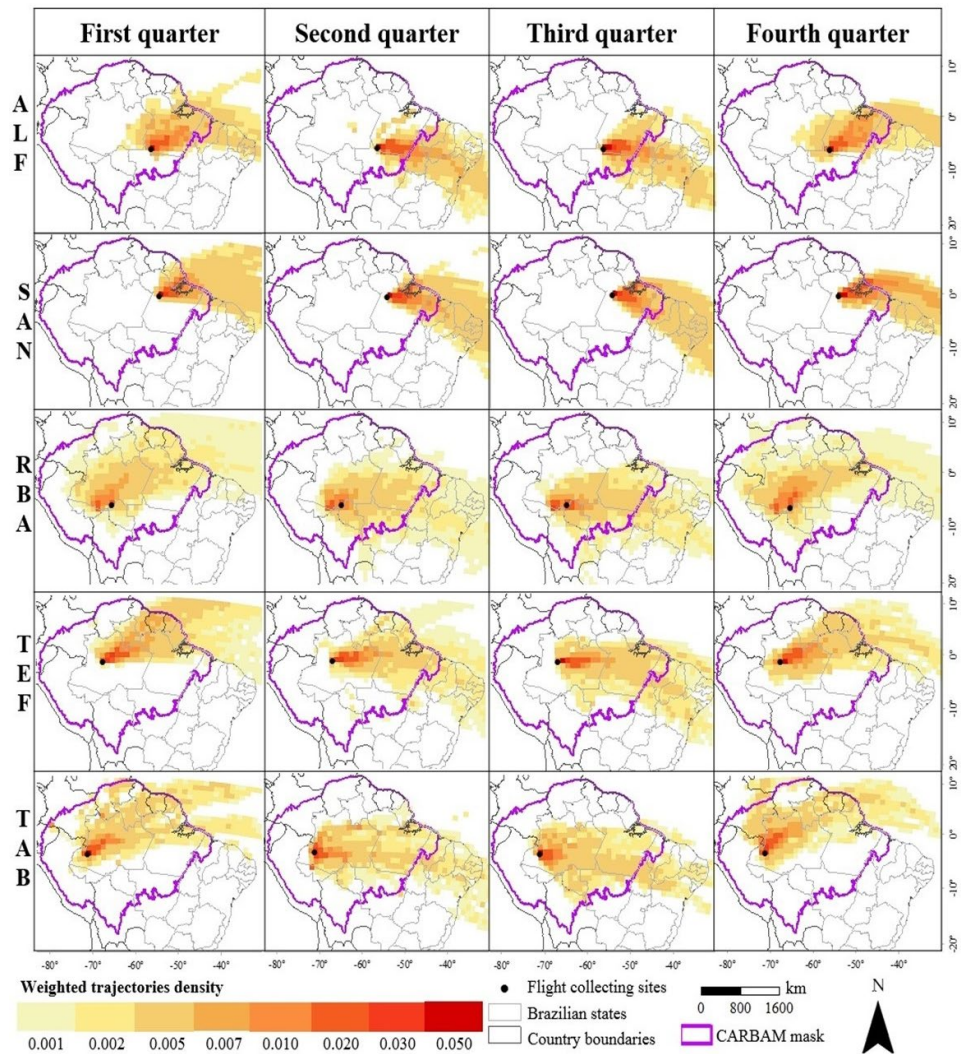 First quarter Second quarter Third quarter Fourth quarter
A
L
F
10°
0°
-10°
20°
S
A
N
10°
0°
-10°
20°
R
B
A
10°
0°
-10°
20°
T
E
F
10°
0°
-10°
20°
T
A
B
10°
0°
-10°
-20°
-80° -70° -60° -50° -40° -80° -70° -60° -50° -40° -80° -70° -60° -50° -40° -80° -70° -60° -50° -40°
Weighted trajectories density
0.001 0.002 0.005 0.007 0.010 0.020 0.030 0.050
Flight collecting sites
Brazilian states
Country boundaries
km
0 800 1600
CARBAM mask
N